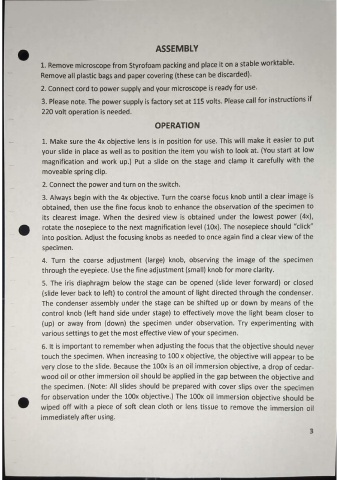 ASSEMBLY
1. Remove microscope from Styrofoam packing and place it on a stable worktable.
Remove all plastic bags and paper covering (these can be discarded).
2. Connect cord to power supply and your microscope is ready for use.
3. Please note. The power supply is factory set at 115 volts. Please call for instructions if
220 volt operation is needed.
OPERATION
1. Make sure the 4x objective lens is in position for use. This will make it easier to put
your slide in place as well as to position the item you wish to look at. (You start at low
magnification and work up.) Put a slide on the stage and clamp it carefully with the
moveable spring clip.
2. Connect the power and turn on the switch.
3. Always begin with the 4x objective. Turn the coarse focus knob until a clear image is
obtained, then use the fine focus knob to enhance the observation of the specimen to
its clearest image. When the desired view is obtained under the lowest power (4x),
rotate the nosepiece to the next magnification level (10x). The nosepiece should "click"
into position. Adjust the focusing knobs as needed to once again find a clear view of the
specimen.
4. Turn the coarse adjustment (large) knob, observing the image of the specimen
through the eyepiece. Use the fine adjustment (small) knob for more clarity.
5. The iris diaphragm below the stage can be opened (slide lever forward) or closed
(slide lever back to left) to control the amount of light directed through the condenser.
The condenser assembly under the stage can be shifted up or down by means of the
control knob (left hand side under stage) to effectively move the light beam closer to
(up) or away from (down) the specimen under observation. Try experimenting with
various settings to get the most effective view of your specimen.
6. It is important to remember when adjusting the focus that the objective should never
touch the specimen. When increasing to 100 x objective, the objective will appear to be
very close to the slide. Because the 100x is an oil immersion objective, a drop of cedar-
wood oil or other immersion oil should be applied in the gap between the objective and
the specimen. (Note: All slides should be prepared with cover slips over the specimen
for observation under the 100x objective.) The 100x oil immersion objective should be
wiped off with a piece of soft clean cloth or lens tissue to remove the immersion oil
immediately after using.
3